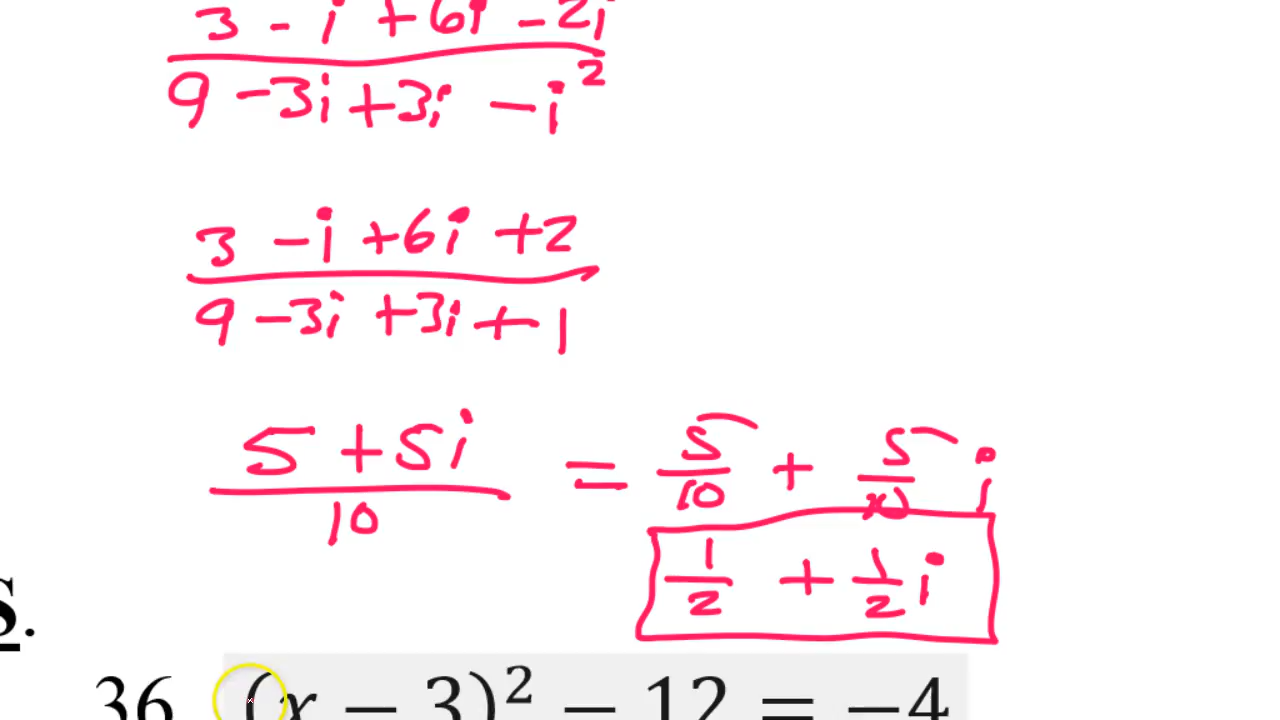 3 - i + 6i - 2i
9 - 3i + 3i - i²
3 - i + 6i + 2
9 - 3i + 3i + 1
5 + 5i
10
= 5/10 + 5/10 i
1/2 + 1/2 i
S.
36 (x − 3)² − 12 = −4